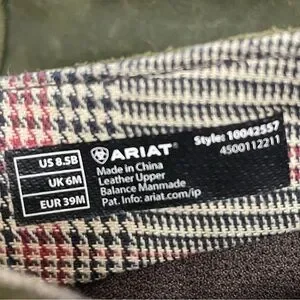 US 8.5B
UK 6M
EUR 39M
ARIAT
Made in China
Leather Upper
Balance Manmade
Pat. Info: ariat.com/ip
Style: 10042557
4500112211